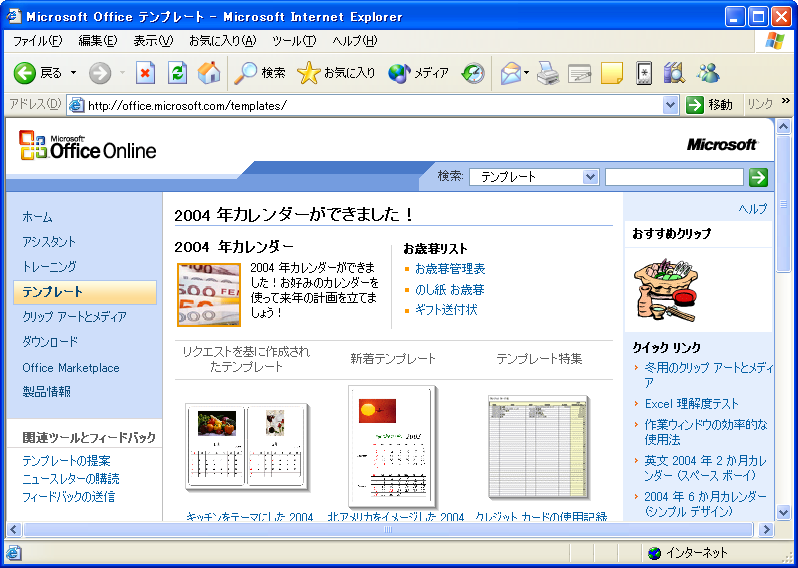 Microsoft Office テンプレート - Microsoft Internet Explorer
ファイル(F) 編集(E) 表示(V) お気に入り(A) ツール(T) ヘルプ(H)
戻る 検索 お気に入り メディア
アドレス(D) http://office.microsoft.com/templates/ 移動 リンク »
Microsoft
Office Online
Microsoft
検索: テンプレート
ホーム
アシスタント
トレーニング
テンプレート
クリップ アートとメディア
ダウンロード
Office Marketplace
製品情報
関連ツールとフィードバック
テンプレートの提案
ニュースレターの購読
フィードバックの送信
2004 年カレンダーができました！
2004 年カレンダー
2004 年カレンダーができま
した！お好みのカレンダーを
使って来年の計画を立てま
しょう！
お歳暮リスト
お歳暮管理表
のし紙 お歳暮
ギフト送付状
リクエストを基に作成され
たテンプレート
新着テンプレート
テンプレート特集
2003
キッチンをテーマにした 2004
北アメリカをイメージした 2004
クレジット カードの使用記録
ヘルプ
おすすめクリップ
クイック リンク
冬用のクリップ アートとメディ
ア
Excel 理解度テスト
作業ウィンドウの効率的な
使用法
英文 2004 年 2 か月カレ
ンダー (スペース ボーイ)
2004 年 6 か月カレンダー
(シンプル デザイン)
インターネット